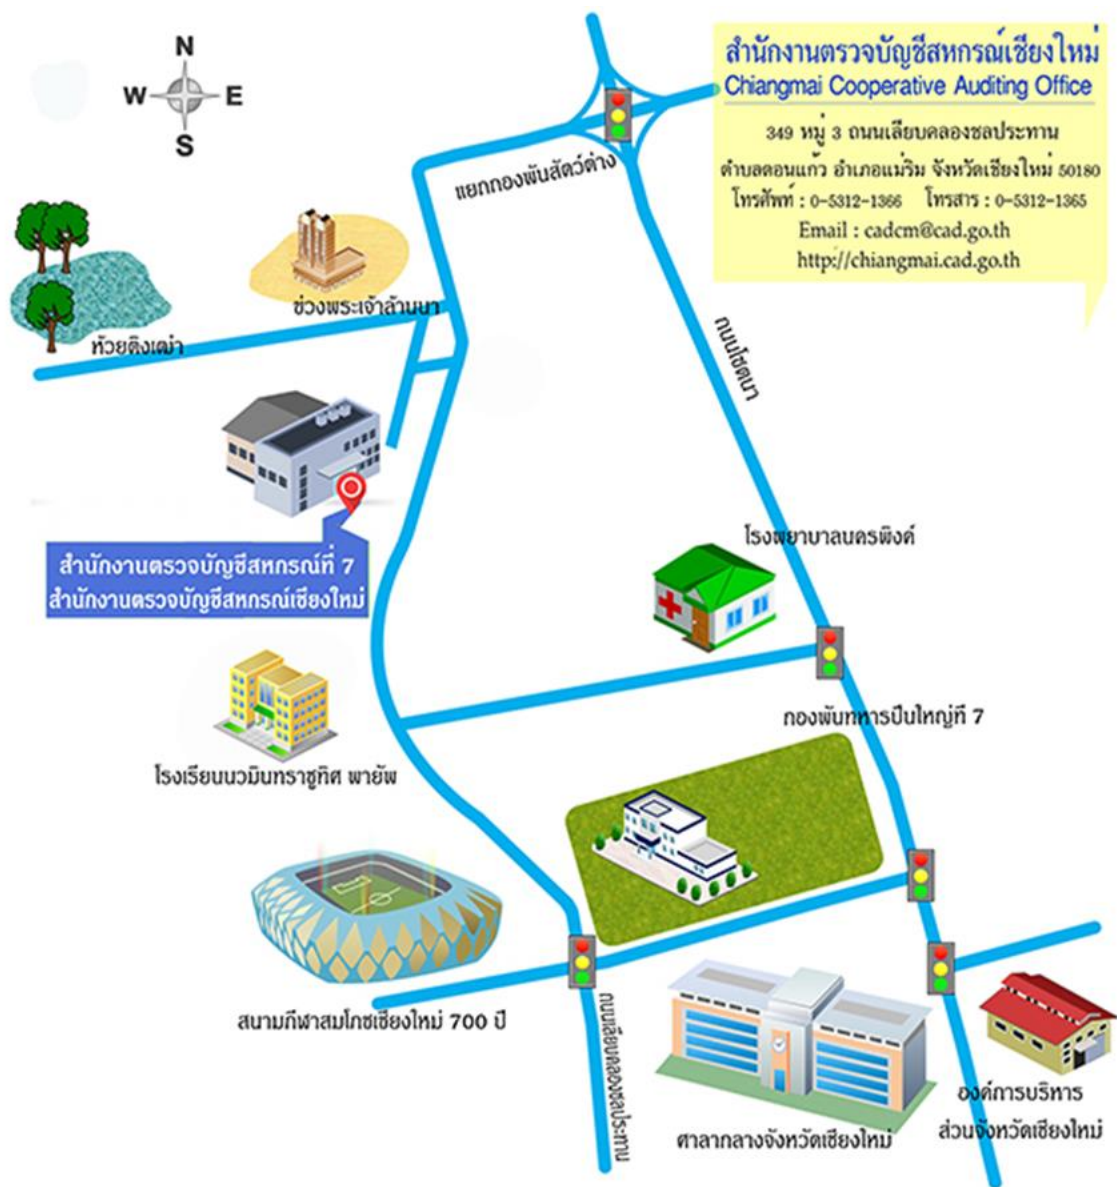 N
W E
S
สำนักงานตรวจบัญชีสหกรณ์เชียงใหม่
Chiangmai Cooperative Auditing Office
349 หมู่ 3 ถนนเลียบคลองชลประทาน
ตำบลดอนแก้ว อำเภอแม่ริม จังหวัดเชียงใหม่ 50180
โทรศัพท์ : 0-5312-1366 โทรสาร : 0-5312-1365
Email : cadcm@cad.go.th
http://chiangmai.cad.go.th
แยกกองพันสัตว์ต่าง
ข่วงพระเจ้าล้านนา
ห้วยตึงเฒ่า
ถนนโชตนา
สำนักงานตรวจบัญชีสหกรณ์ที่ 7
สำนักงานตรวจบัญชีสหกรณ์เชียงใหม่
โรงพยาบาลนครพิงค์
กองพันทหารปืนใหญ่ที่ 7
โรงเรียนนวมินทราชูทิศ พายัพ
สนามกีฬาสมโภชเชียงใหม่ 700 ปี
ถนนเลียบคลองชลประทาน
ศาลากลางจังหวัดเชียงใหม่
องค์การบริหาร
ส่วนจังหวัดเชียงใหม่